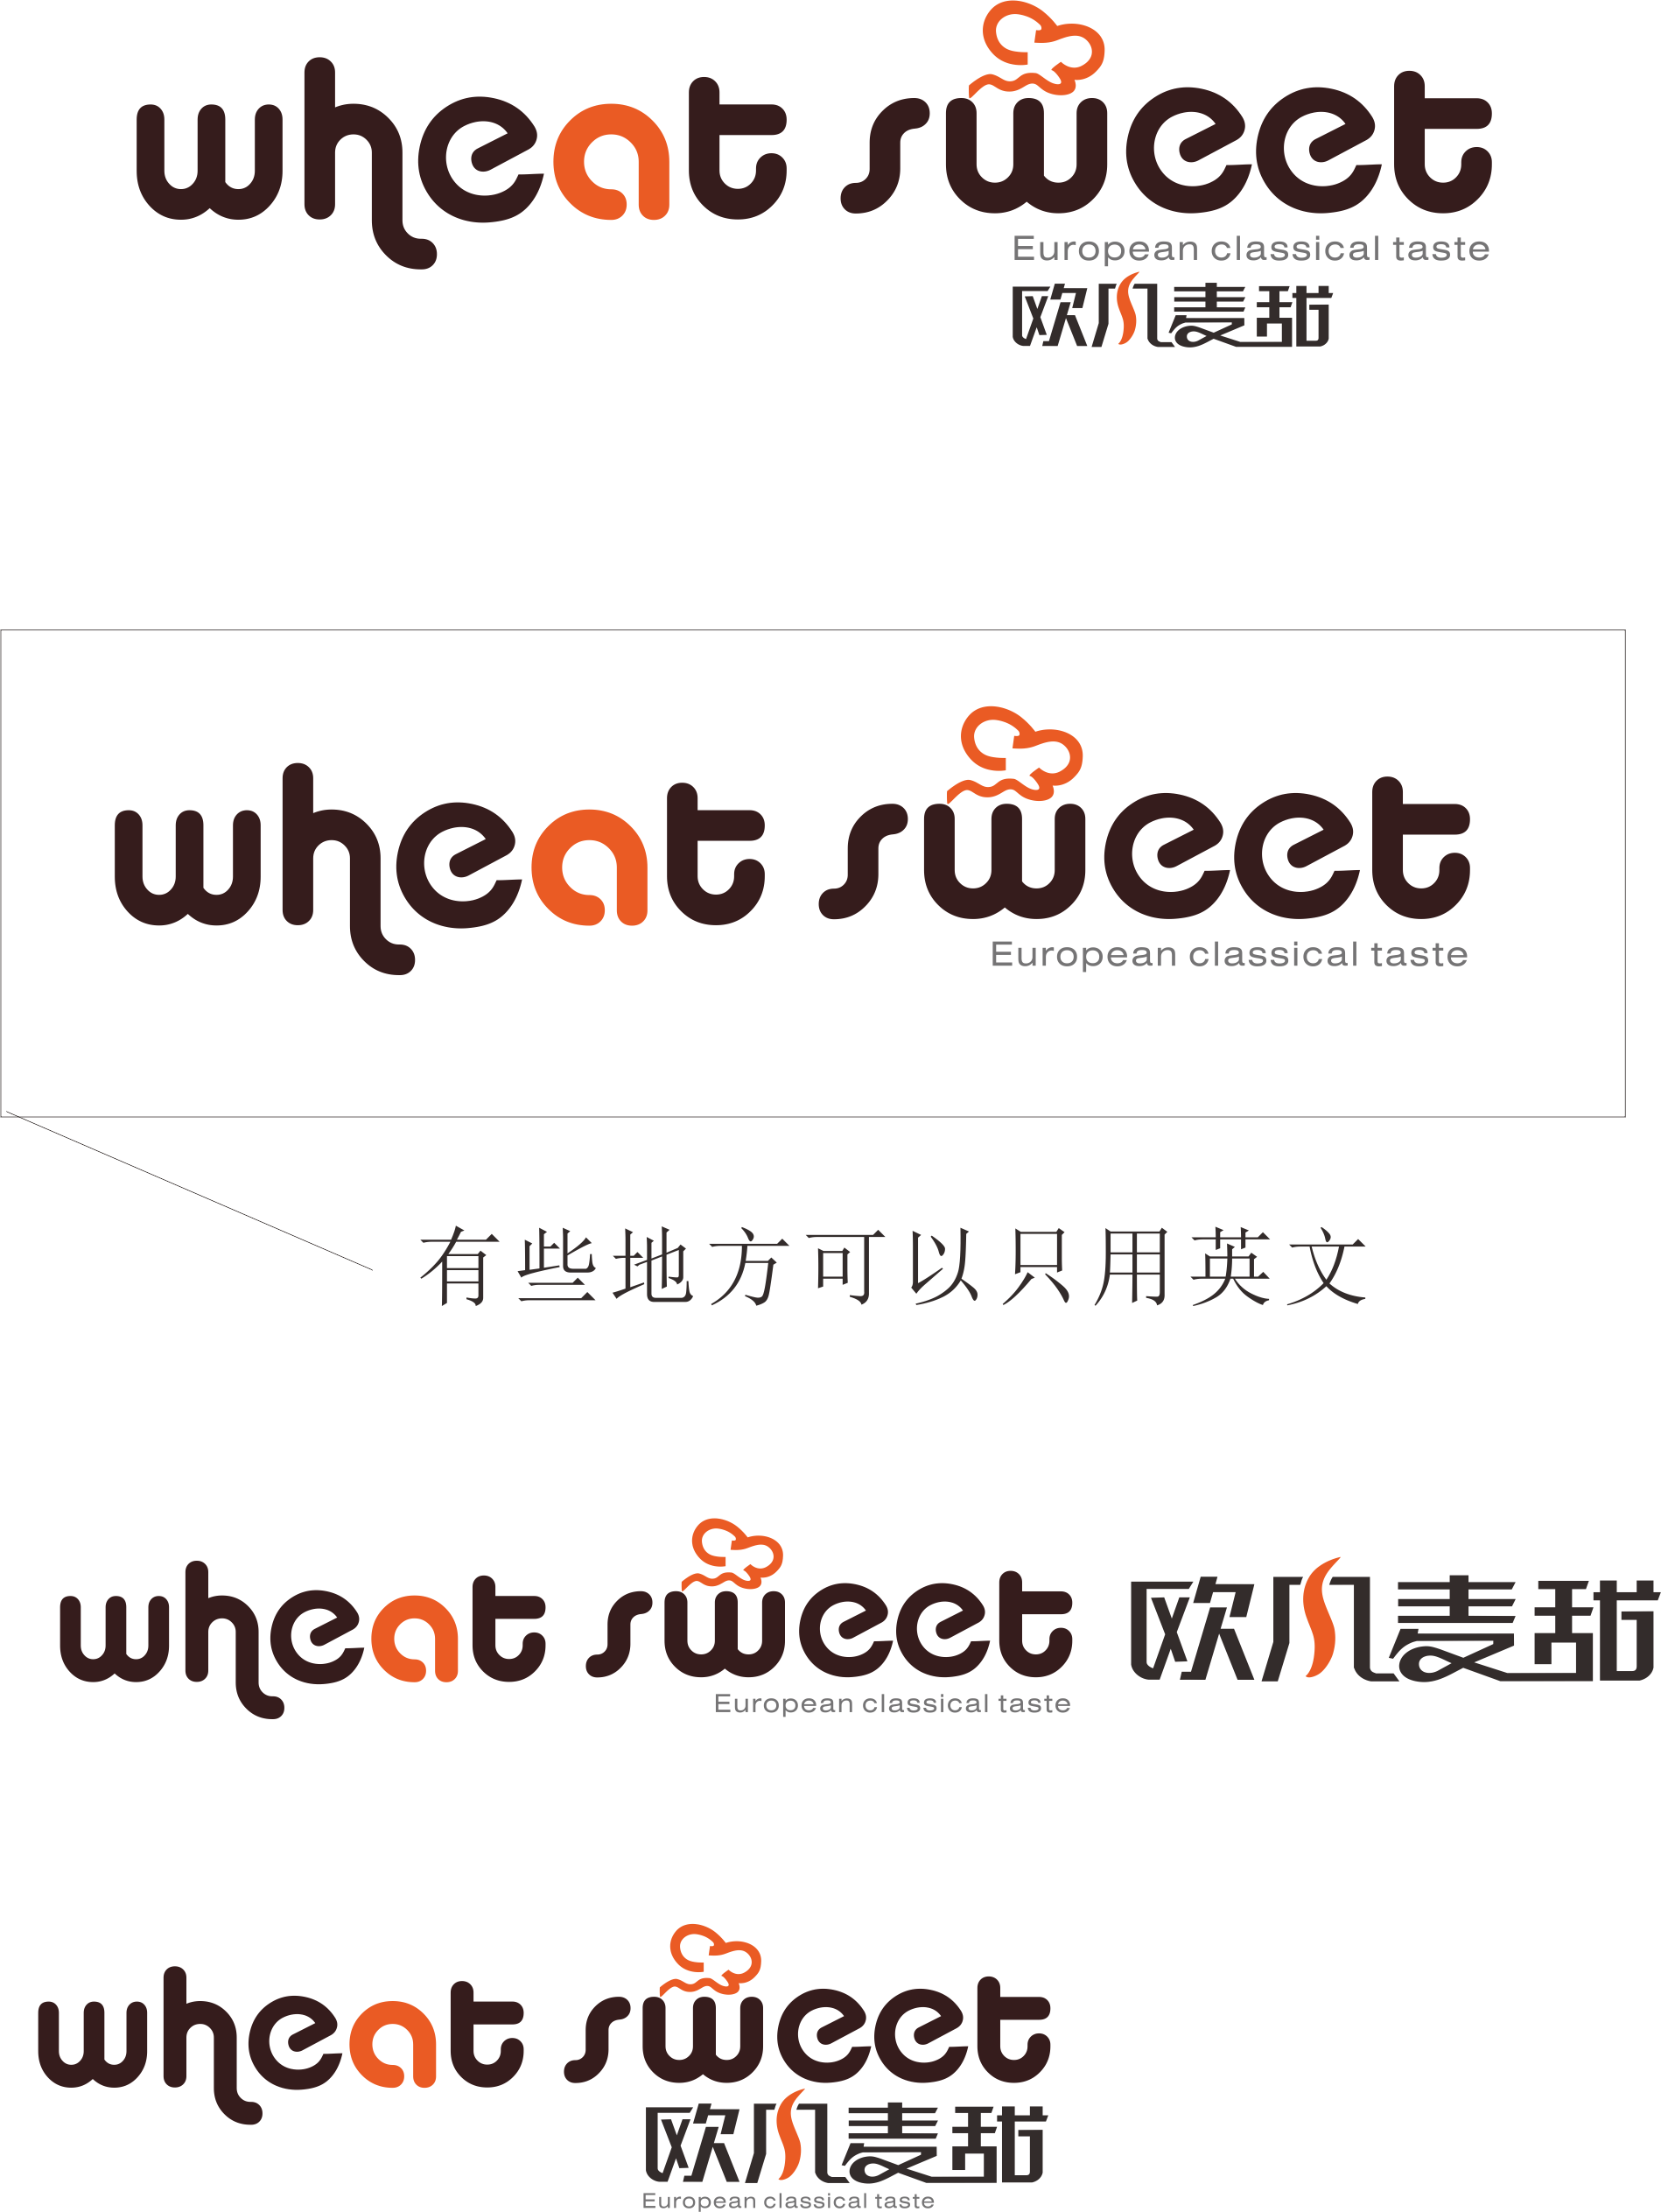 wheat sweet
European classical taste
欧风麦甜
wheat sweet
European classical taste
有些地方可以只用英文
wheat sweet 欧风麦甜
European classical taste
wheat sweet
欧风麦甜
European classical taste